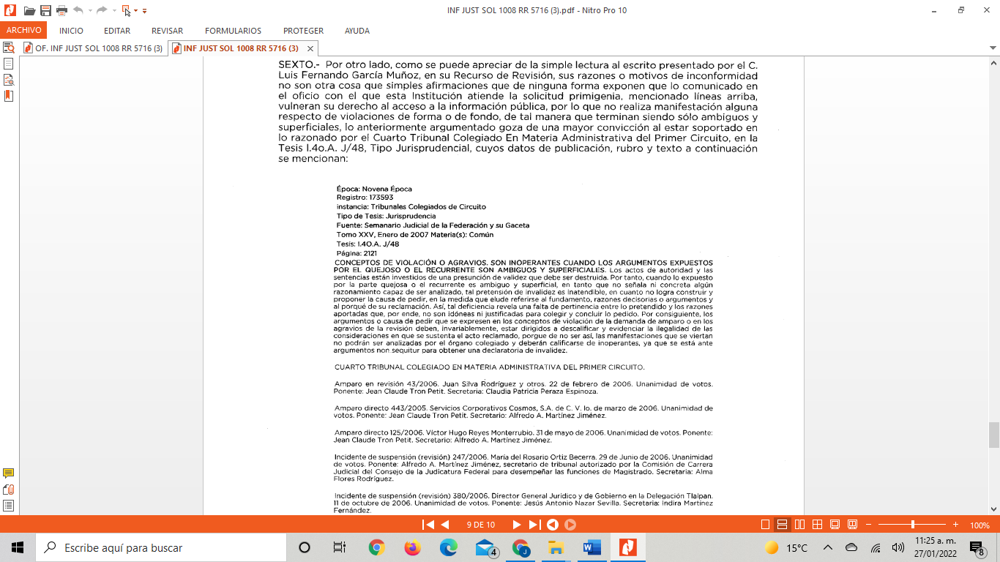 INF JUST SOL 1008 RR 5716 (3).pdf - Nitro Pro 10
ARCHIVO INICIO EDITAR REVISAR FORMULARIOS PROTEGER AYUDA
OF. INF JUST SOL 1008 RR 5716 (3) INF JUST SOL 1008 RR 5716 (3)
SEXTO.- Por otro lado, como se puede apreciar de la simple lectura al escrito presentado por el C.
Luis Fernando García Muñoz, en su Recurso de Revisión, sus razones o motivos de inconformidad
no son otra cosa que simples afirmaciones que de ninguna forma exponen que lo comunicado en
el oficio con el que esta Institución atiende la solicitud primigenia, mencionado líneas arriba,
vulneran su derecho al acceso a la información pública, por lo que no realiza manifestación alguna
respecto de violaciones de forma o de fondo, de tal manera que terminan siendo sólo ambiguos y
superficiales, lo anteriormente argumentado goza de una mayor convicción al estar soportado en
lo razonado por el Cuarto Tribunal Colegiado En Materia Administrativa del Primer Circuito, en la
Tesis I.4o.A. J/48, Tipo Jurisprudencial, cuyos datos de publicación, rubro y texto a continuación
se mencionan:
Época: Novena Época
Registro: 173593
instancia: Tribunales Colegiados de Circuito
Tipo de Tesis: Jurisprudencia
Fuente: Semanario Judicial de la Federación y su Gaceta
Tomo XXV, Enero de 2007 Materia(s): Común
Tesis: I.4O.A. J/48
Página: 2121
CONCEPTOS DE VIOLACIÓN O AGRAVIOS. SON INOPERANTES CUANDO LOS ARGUMENTOS EXPUESTOS
POR EL QUEJOSO O EL RECURRENTE SON AMBIGUOS Y SUPERFICIALES. Los actos de autoridad y las
sentencias están investidos de una presunción de validez que debe ser destruida. Por tanto, cuando lo expuesto
por la parte quejosa o el recurrente es ambiguo y superficial, en tanto que no señala ni concreta algún
razonamiento capaz de ser analizado, tal pretensión de invalidez es inatendible, en cuanto no logra construir y
proponer la causa de pedir, en la medida que elude referirse al fundamento, razones decisorias o argumentos y
al porqué de su reclamación. Así, tal deficiencia revela una falta de pertinencia entre lo pretendido y los razones
aportadas que, por ende, no son idóneas ni justificadas para colegir y concluir lo pedido. Por consiguiente, los
argumentos o causa de pedir que se expresen en los conceptos de violación de la demanda de amparo o en los
agravios de la revisión deben, invariablemente, estar dirigidos a descalificar y evidenciar la ilegalidad de las
consideraciones en que se sustenta el acto reclamado, porgue de no ser así, las manifestaciones que se viertan
no podrán ser analizadas por el órgano colegiado y deberán calificarse de inoperantes, ya que se está ante
argumentos non sequitur para obtener una declaratoria de invalidez.
CUARTO TRIBUNAL COLEGIADO EN MATERIA ADMINISTRATIVA DEL PRIMER CIRCUITO.
Amparo en revisión 43/2006. Juan Silva Rodríguez y otros. 22 de febrero de 2006. Unanimidad de votos.
Ponente: Jean Claude Tron Petit. Secretaria: Claudia Patricia Peraza Espinoza.
Amparo directo 443/2005. Servicios Corporativos Cosmos, S.A. de C. V. lo. de marzo de 2006. Unanimidad de
votos. Ponente: Jean Claude Tron Petit. Secretario: Alfredo A. Martínez Jiménez.
Amparo directo 125/2006. Víctor Hugo Reyes Monterrubio. 31 de mayo de 2006. Unanimidad de votos. Ponente:
Jean Claude Tron Petit. Secretario: Alfredo A. Martínez Jiménez.
Incidente de suspensión (revisión} 247/2006. María del Rosario Ortiz Becerra. 29 de Junio de 2006. Unanimidad
de votos. Ponente: Alfredo A. Martínez Jiménez, secretario de tribunal autorizado por la Comisión de Carrera
Judicial del Consejo de la Judicatura Federal para desempeñar las funciones de Magistrado. Secretaria: Alma
Flores Rodríguez.
Incidente de suspensión (revisión) 380/2006. Director General Jurídico y de Gobierno en la Delegación Tlalpan.
11 de octubre de 2006. Unanimidad de votos. Ponente: Jesús Antonio Nazar Sevilla. Secretaria: Indira Martínez
Fernández.
9 DE 10 100%
Escribe aquí para buscar 4 J 15°C 11:25 a. m.
27/01/2022 8